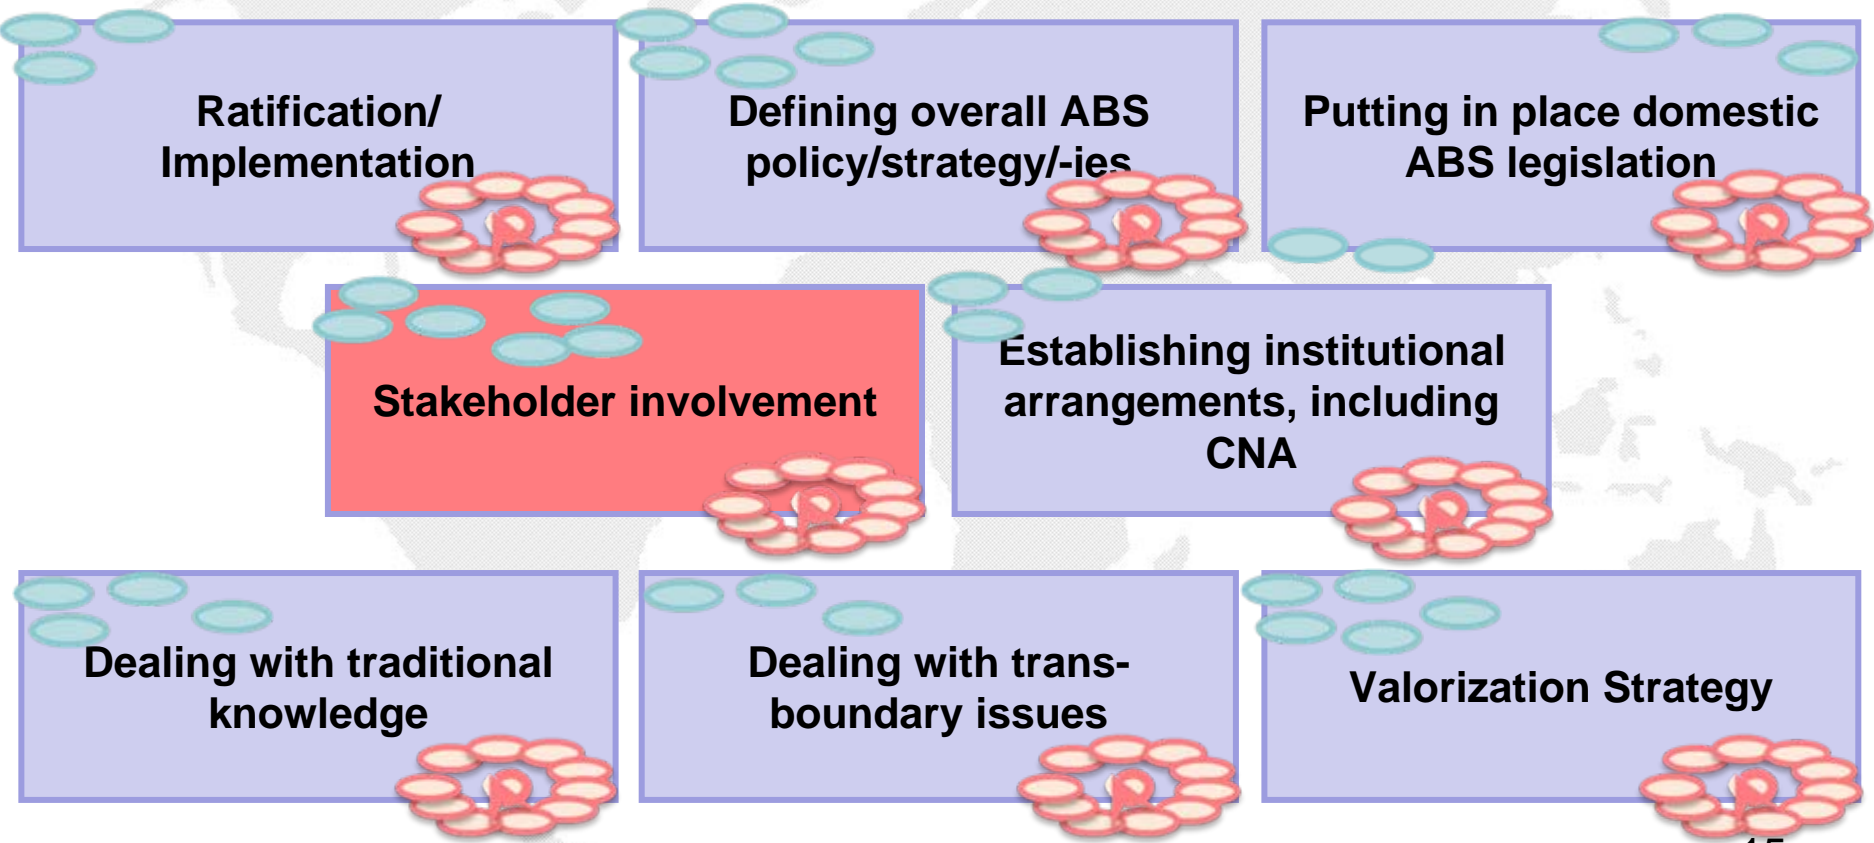 Ratification/
Implementation
Defining overall ABS
policy/strategy/-ies
Putting in place domestic
ABS legislation
Stakeholder involvement
Establishing institutional
arrangements, including
CNA
Dealing with traditional
knowledge
Dealing with trans-
boundary issues
Valorization Strategy